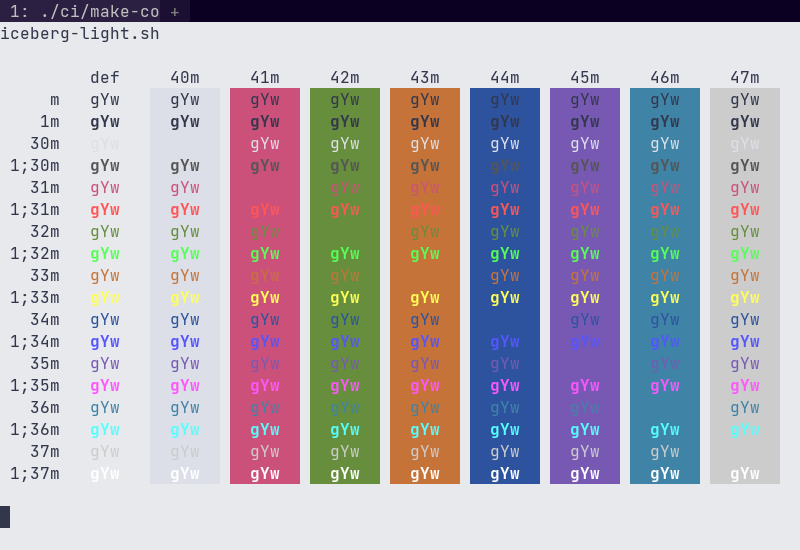 1: ./ci/make-co +
iceberg-light.sh
def 40m 41m 42m 43m 44m 45m 46m 47m
m gYw gYw gYw gYw gYw gYw gYw gYw gYw
1m gYw gYw gYw gYw gYw gYw gYw gYw gYw
30m gYw gYw gYw gYw gYw gYw gYw gYw
1;30m gYw gYw gYw gYw gYw gYw gYw gYw gYw
31m gYw gYw gYw gYw gYw gYw gYw gYw
1;31m gYw gYw gYw gYw gYw gYw gYw gYw gYw
32m gYw gYw gYw gYw gYw gYw gYw gYw
1;32m gYw gYw gYw gYw gYw gYw gYw gYw gYw
33m gYw gYw gYw gYw gYw gYw gYw gYw
1;33m gYw gYw gYw gYw gYw gYw gYw gYw gYw
34m gYw gYw gYw gYw gYw gYw gYw gYw
1;34m gYw gYw gYw gYw gYw gYw gYw gYw gYw
35m gYw gYw gYw gYw gYw gYw gYw gYw
1;35m gYw gYw gYw gYw gYw gYw gYw gYw gYw
36m gYw gYw gYw gYw gYw gYw gYw gYw
1;36m gYw gYw gYw gYw gYw gYw gYw gYw gYw
37m gYw gYw gYw gYw gYw gYw gYw gYw
1;37m gYw gYw gYw gYw gYw gYw gYw gYw gYw